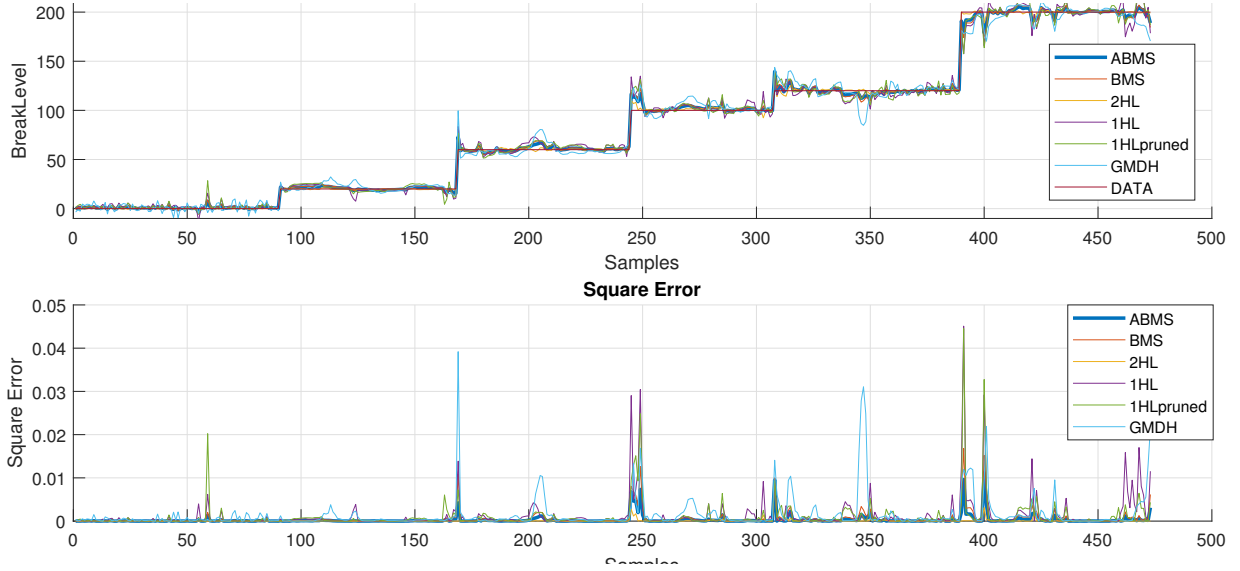 200
150
100
50
0
BreakLevel
ABMS
BMS
2HL
1HL
1HLpruned
GMDH
DATA
0 50 100 150 200 250 300 350 400 450 500
Samples
Square Error
0.05
0.04
0.03
0.02
0.01
0
Square Error
ABMS
BMS
2HL
1HL
1HLpruned
GMDH
0 50 100 150 200 250 300 350 400 450 500
Samples